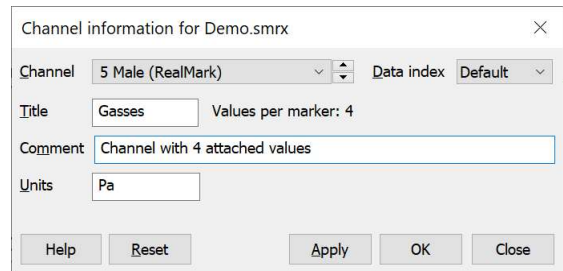 Channel information for Demo.smrx
Channel 5 Male (RealMark) Data index Default
Title Gasses Values per marker: 4
Comment Channel with 4 attached values
Units Pa
Help Reset Apply OK Close